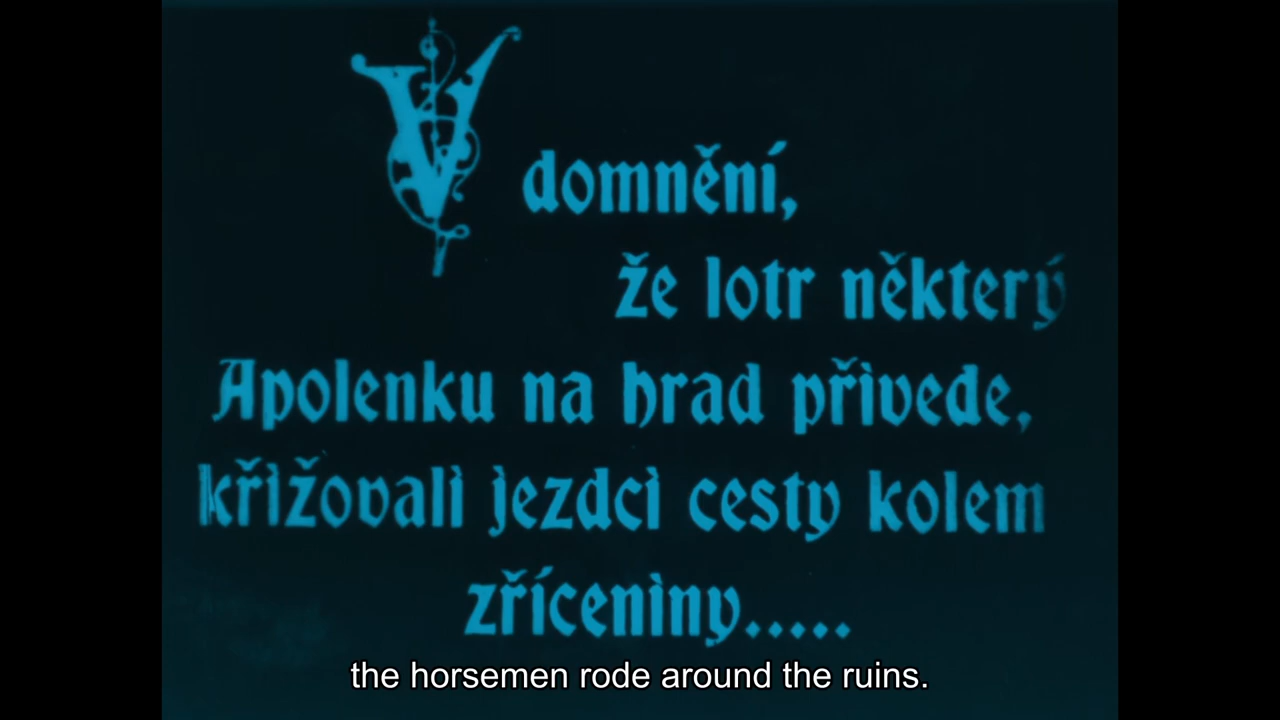 V domnění,
že lotr některý
Apolenku na hrad přivede,
křižovali jezdci cesty kolem
zříceniny.....
the horsemen rode around the ruins.